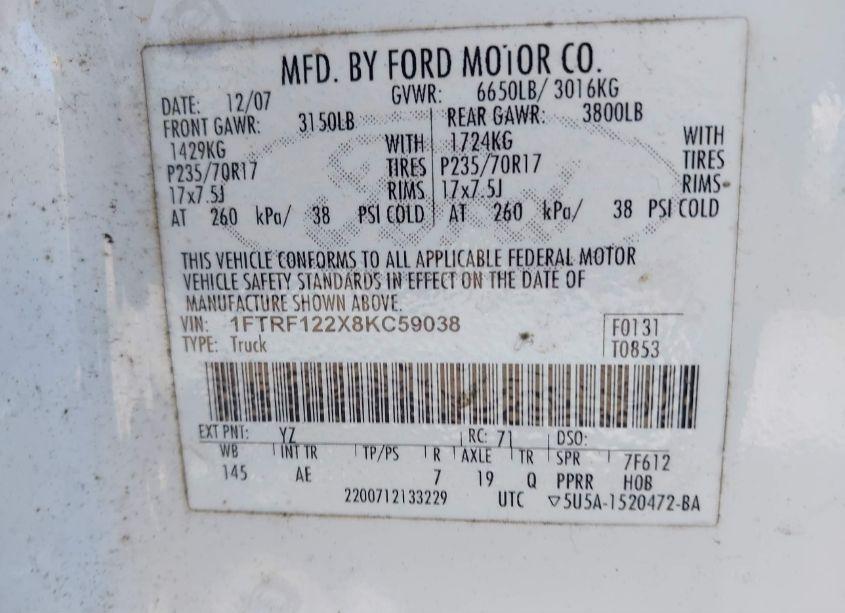 MFD. BY FORD MOTOR CO.
DATE: 12/07 GVWR: 6650LB/ 3016KG
FRONT GAWR: 3150LB REAR GAWR: 3800LB
1429KG WITH 1724KG WITH
P235/70R17 TIRES P235/70R17 TIRES
17x7.5J RIMS 17x7.5J RIMS
AT 260 kPa/ 38 PSI COLD AT 260 kPa/ 38 PSI COLD
THIS VEHICLE CONFORMS TO ALL APPLICABLE FEDERAL MOTOR
VEHICLE SAFETY STANDARDS IN EFFECT ON THE DATE OF
MANUFACTURE SHOWN ABOVE.
VIN: 1FTRF122X8KC59038 F0131
TYPE: Truck T0853
EXT PNT: YZ RC: 71 DSO:
WB INT TR TP/PS R AXLE TR SPR 7F612
145 AE 7 19 Q PPRR HOB
2200712133229 UTC ▽5U5A-1520472-BA